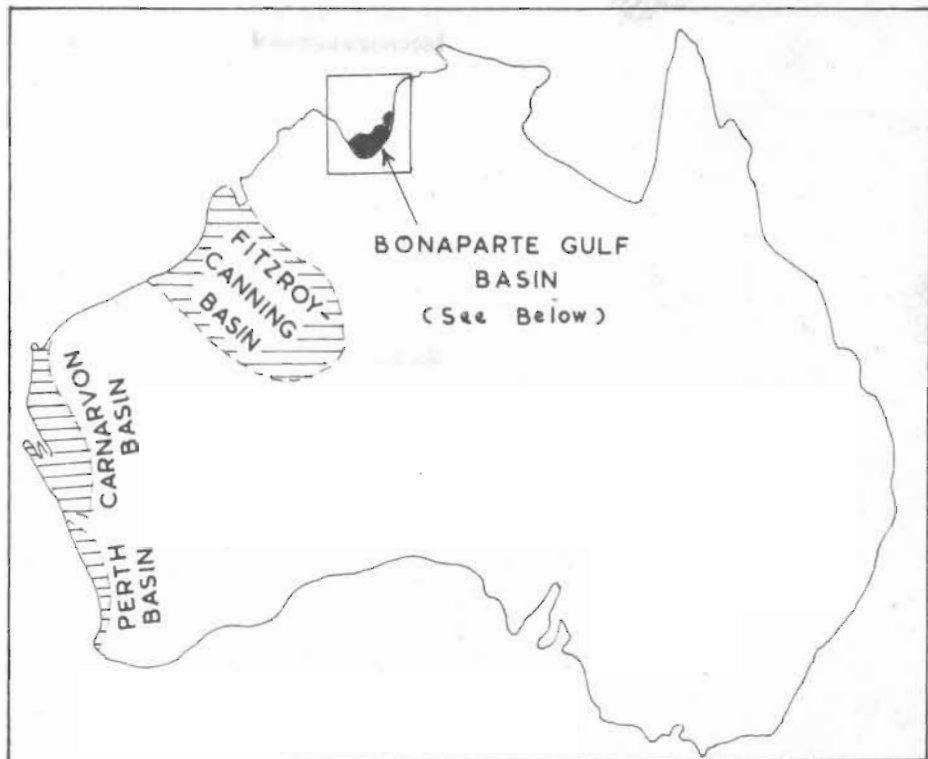 BONAPARTE GULF
BASIN
(See Below)
FITZROY-
CANNING
BASIN
CARNARVON
BASIN
PERTH
BASIN